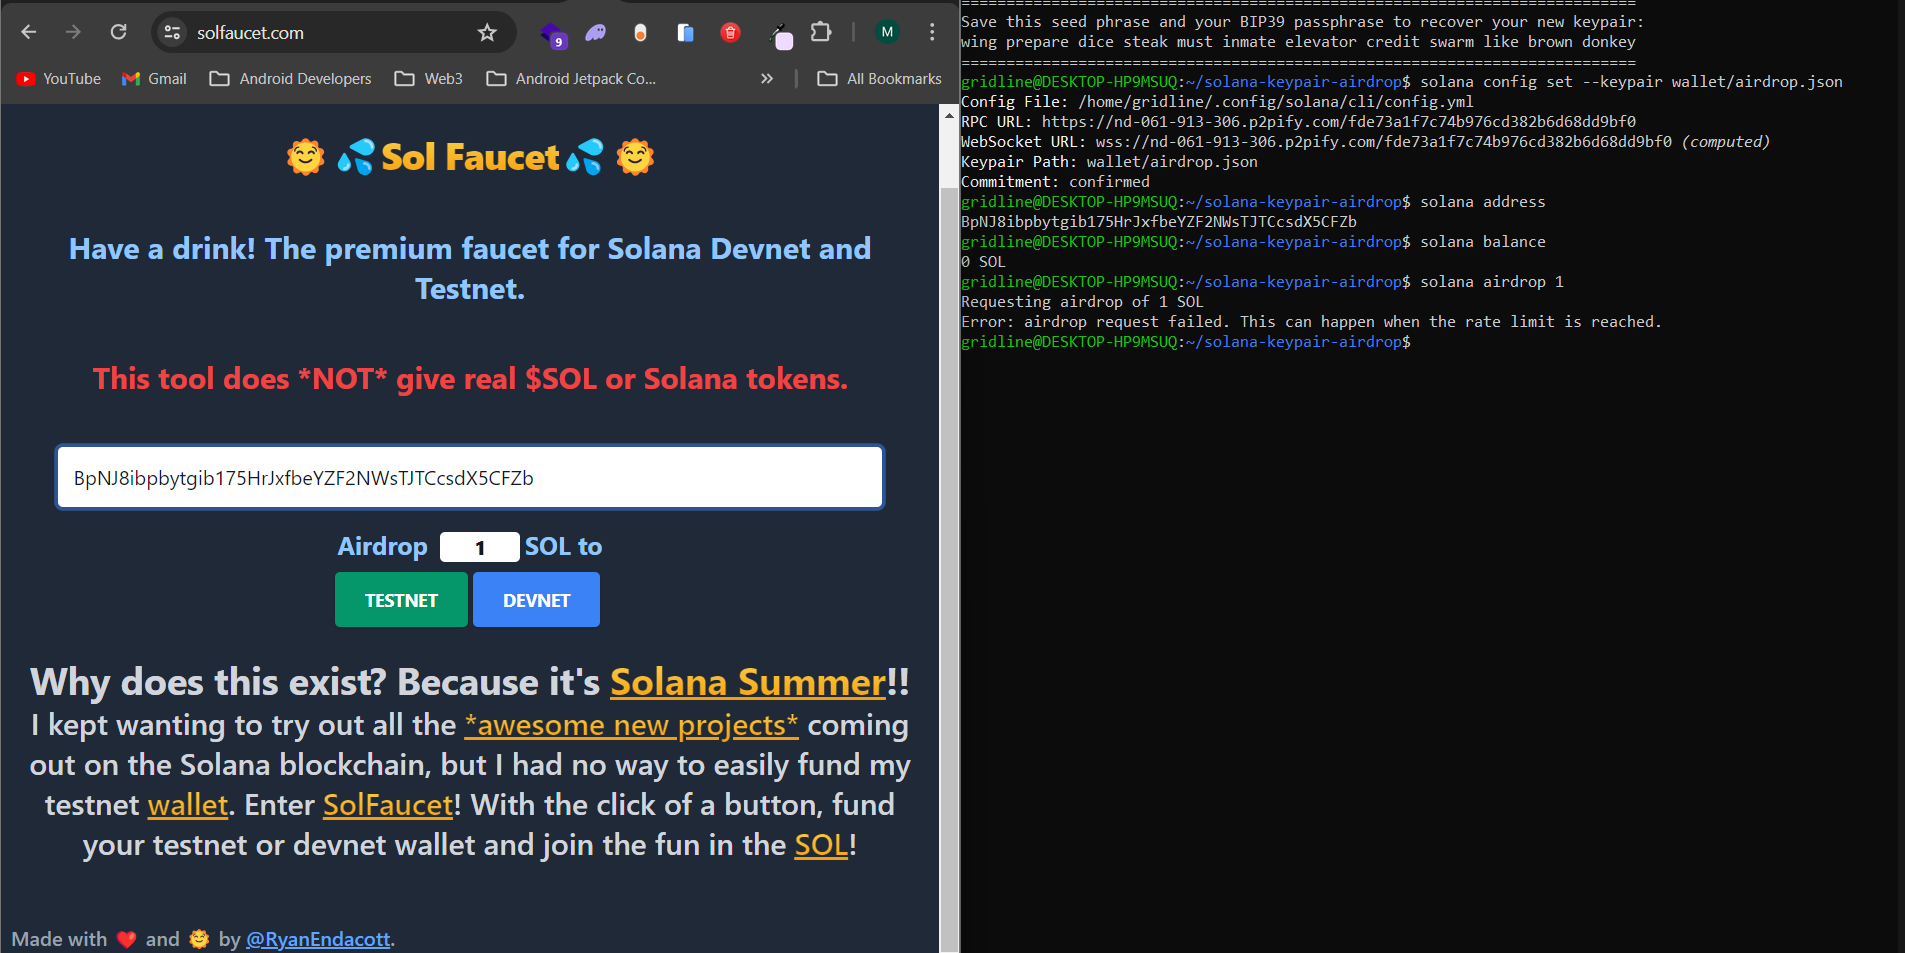 solfaucet.com
9
M
YouTube
Gmail
Android Developers
Web3
Android Jetpack Co...
»
All Bookmarks
Sol Faucet
Have a drink! The premium faucet for Solana Devnet and
Testnet.
This tool does *NOT* give real $SOL or Solana tokens.
BpNJ8ibpbytgib175HrJxfbeYZF2NWsTJTCcsdX5CFZb
Airdrop 1 SOL to
TESTNET DEVNET
Why does this exist? Because it's Solana Summer!!
I kept wanting to try out all the *awesome new projects* coming
out on the Solana blockchain, but I had no way to easily fund my
testnet wallet. Enter SolFaucet! With the click of a button, fund
your testnet or devnet wallet and join the fun in the SOL!
Made with ❤️ and 🌞 by @RyanEndacott.
===========================================================================
Save this seed phrase and your BIP39 passphrase to recover your new keypair:
wing prepare dice steak must inmate elevator credit swarm like brown donkey
===========================================================================
gridline@DESKTOP-HP9MSUQ:~/solana-keypair-airdrop$ solana config set --keypair wallet/airdrop.json
Config File: /home/gridline/.config/solana/cli/config.yml
RPC URL: https://nd-061-913-306.p2pify.com/fde73a1f7c74b976cd382b6d68dd9bf0
WebSocket URL: wss://nd-061-913-306.p2pify.com/fde73a1f7c74b976cd382b6d68dd9bf0 (computed)
Keypair Path: wallet/airdrop.json
Commitment: confirmed
gridline@DESKTOP-HP9MSUQ:~/solana-keypair-airdrop$ solana address
BpNJ8ibpbytgib175HrJxfbeYZF2NWsTJTCcsdX5CFZb
gridline@DESKTOP-HP9MSUQ:~/solana-keypair-airdrop$ solana balance
0 SOL
gridline@DESKTOP-HP9MSUQ:~/solana-keypair-airdrop$ solana airdrop 1
Requesting airdrop of 1 SOL
Error: airdrop request failed. This can happen when the rate limit is reached.
gridline@DESKTOP-HP9MSUQ:~/solana-keypair-airdrop$